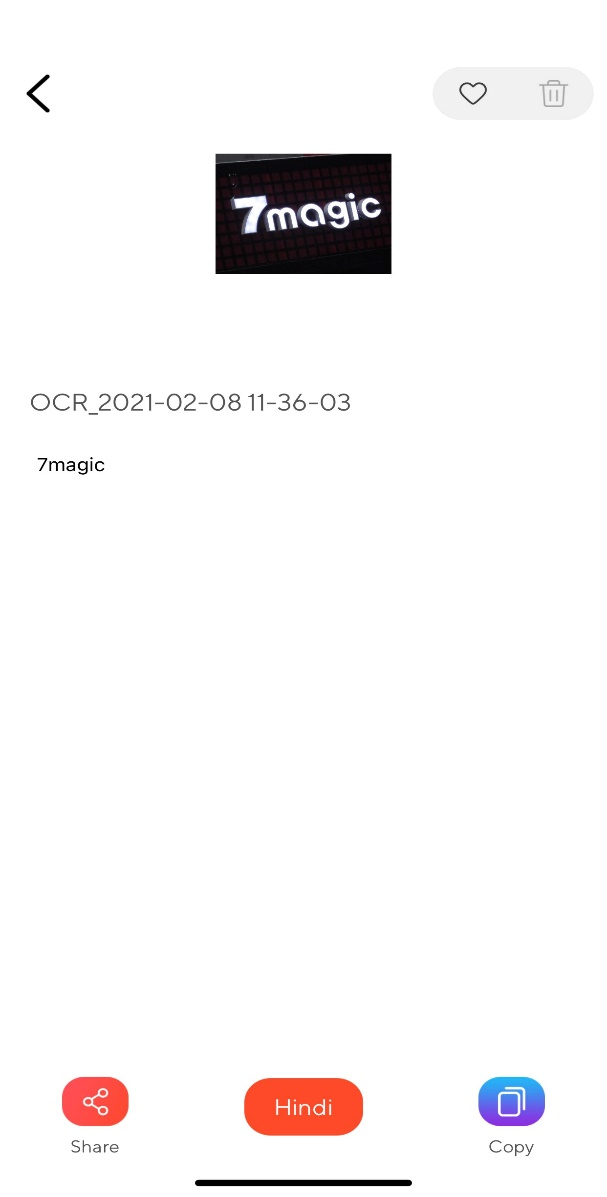 7magic
OCR_2021-02-08 11-36-03
7magic
Hindi
Share
Copy